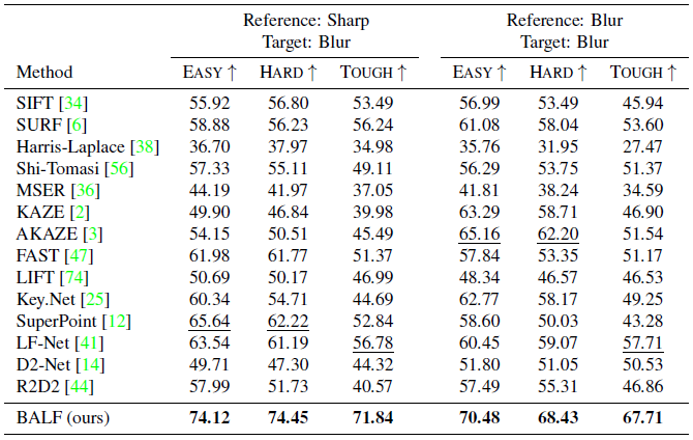 Reference: Sharp Reference: Blur
Target: Blur Target: Blur
Method EASY ↑ HARD ↑ TOUGH ↑ EASY ↑ HARD ↑ TOUGH ↑
SIFT [34] 55.92 56.80 53.49 56.99 53.49 45.94
SURF [6] 58.88 56.23 56.24 61.08 58.04 53.60
Harris-Laplace [38] 36.70 37.97 34.98 35.76 31.95 27.47
Shi-Tomasi [56] 57.33 55.11 49.11 56.29 53.75 51.37
MSER [36] 44.19 41.97 37.05 41.81 38.24 34.59
KAZE [2] 49.90 46.84 39.98 63.29 58.71 46.90
AKAZE [3] 54.15 50.51 45.49 65.16 62.20 51.54
FAST [47] 61.98 61.77 51.37 57.84 53.35 51.17
LIFT [74] 50.69 50.17 46.99 48.34 46.57 46.53
Key.Net [25] 60.34 54.71 44.69 62.77 58.17 49.25
SuperPoint [12] 65.64 62.22 52.84 58.60 50.03 43.28
LF-Net [41] 63.54 61.19 56.78 60.45 59.07 57.71
D2-Net [14] 49.71 47.30 44.32 51.80 51.05 50.53
R2D2 [44] 57.99 51.73 40.57 57.49 55.31 46.86
BALF (ours) 74.12 74.45 71.84 70.48 68.43 67.71